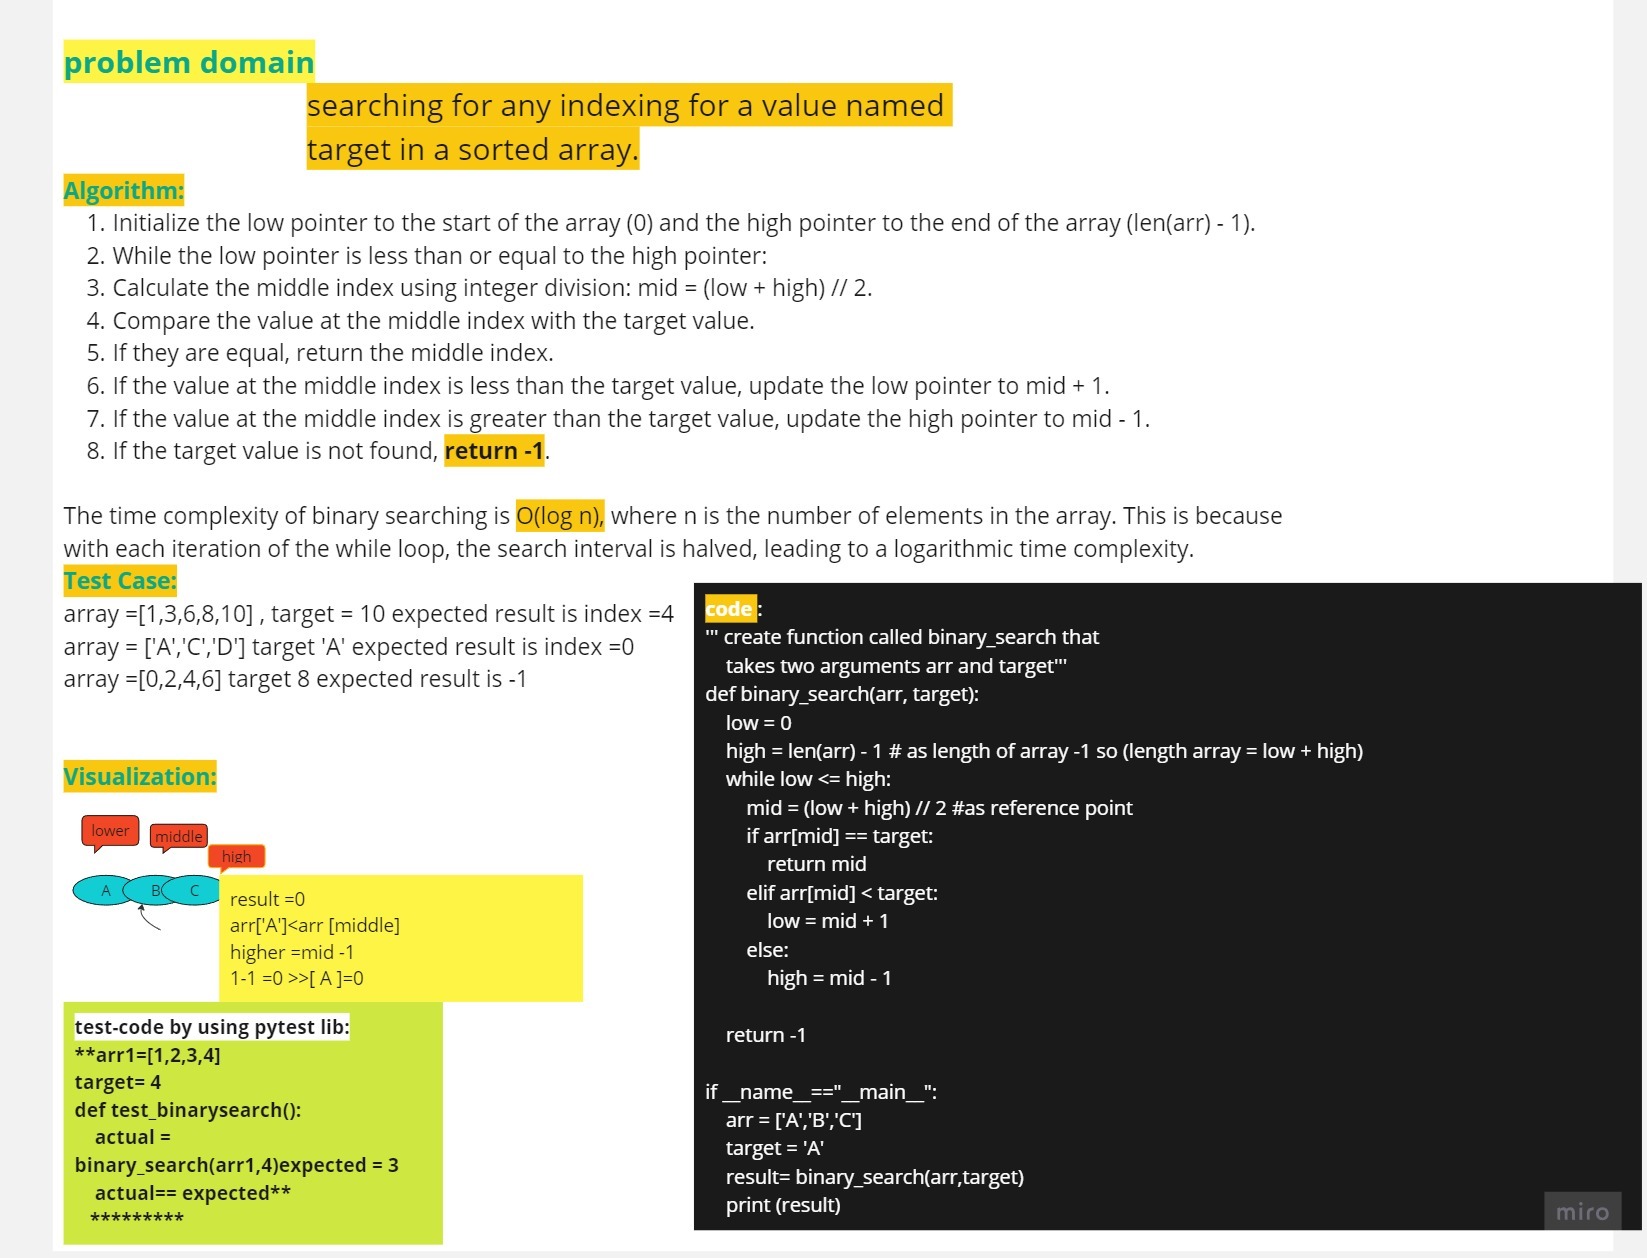 problem domain
searching for any indexing for a value named
target in a sorted array.
Algorithm:
1. Initialize the low pointer to the start of the array (0) and the high pointer to the end of the array (len(arr) - 1).
2. While the low pointer is less than or equal to the high pointer:
3. Calculate the middle index using integer division: mid = (low + high) // 2.
4. Compare the value at the middle index with the target value.
5. If they are equal, return the middle index.
6. If the value at the middle index is less than the target value, update the low pointer to mid + 1.
7. If the value at the middle index is greater than the target value, update the high pointer to mid - 1.
8. If the target value is not found, return -1.
The time complexity of binary searching is O(log n), where n is the number of elements in the array. This is because
with each iteration of the while loop, the search interval is halved, leading to a logarithmic time complexity.
Test Case:
array =[1,3,6,8,10] , target = 10 expected result is index =4
array = ['A','C','D'] target 'A' expected result is index =0
array =[0,2,4,6] target 8 expected result is -1
Visualization:
lower
middle
high
A
B
C
result =0
arr['A']<arr [middle]
higher =mid -1
1-1 =0 >>[ A ]=0
test-code by using pytest lib:
**arr1=[1,2,3,4]
target= 4
def test_binarysearch():
    actual =
binary_search(arr1,4)expected = 3
    actual== expected**
   *********
code :
''' create function called binary_search that
    takes two arguments arr and target'''
def binary_search(arr, target):
    low = 0
    high = len(arr) - 1 # as length of array -1 so (length array = low + high)
    while low <= high:
        mid = (low + high) // 2 #as reference point
        if arr[mid] == target:
            return mid
        elif arr[mid] < target:
            low = mid + 1
        else:
            high = mid - 1
    return -1
if __name__=="__main__":
    arr = ['A','B','C']
    target = 'A'
    result= binary_search(arr,target)
    print (result)
miro